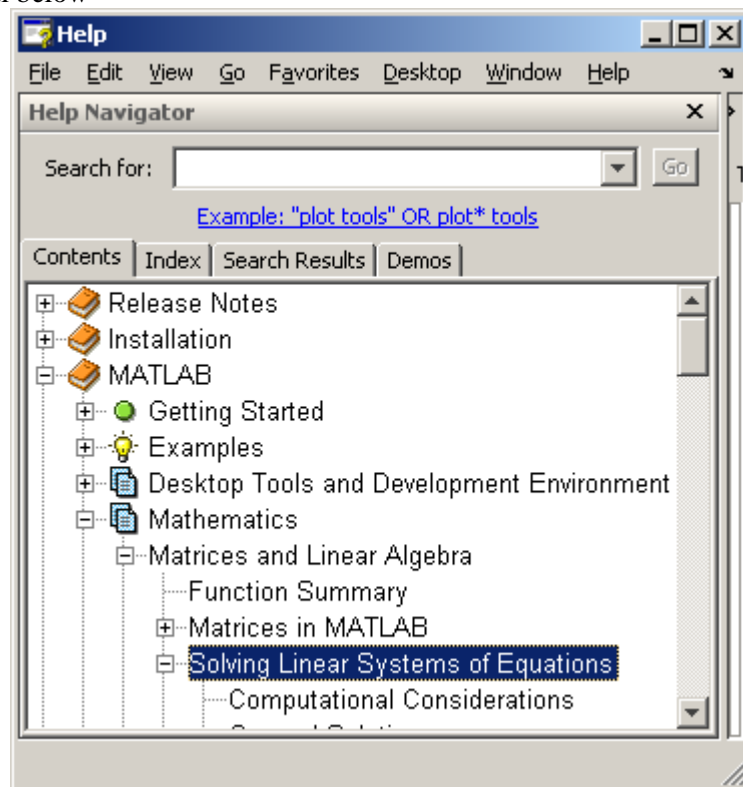 below
Help
File Edit View Go Favorites Desktop Window Help
Help Navigator
Search for: Go
Example: "plot tools" OR plot* tools
Contents Index Search Results Demos
Release Notes
Installation
MATLAB
Getting Started
Examples
Desktop Tools and Development Environment
Mathematics
Matrices and Linear Algebra
Function Summary
Matrices in MATLAB
Solving Linear Systems of Equations
Computational Considerations